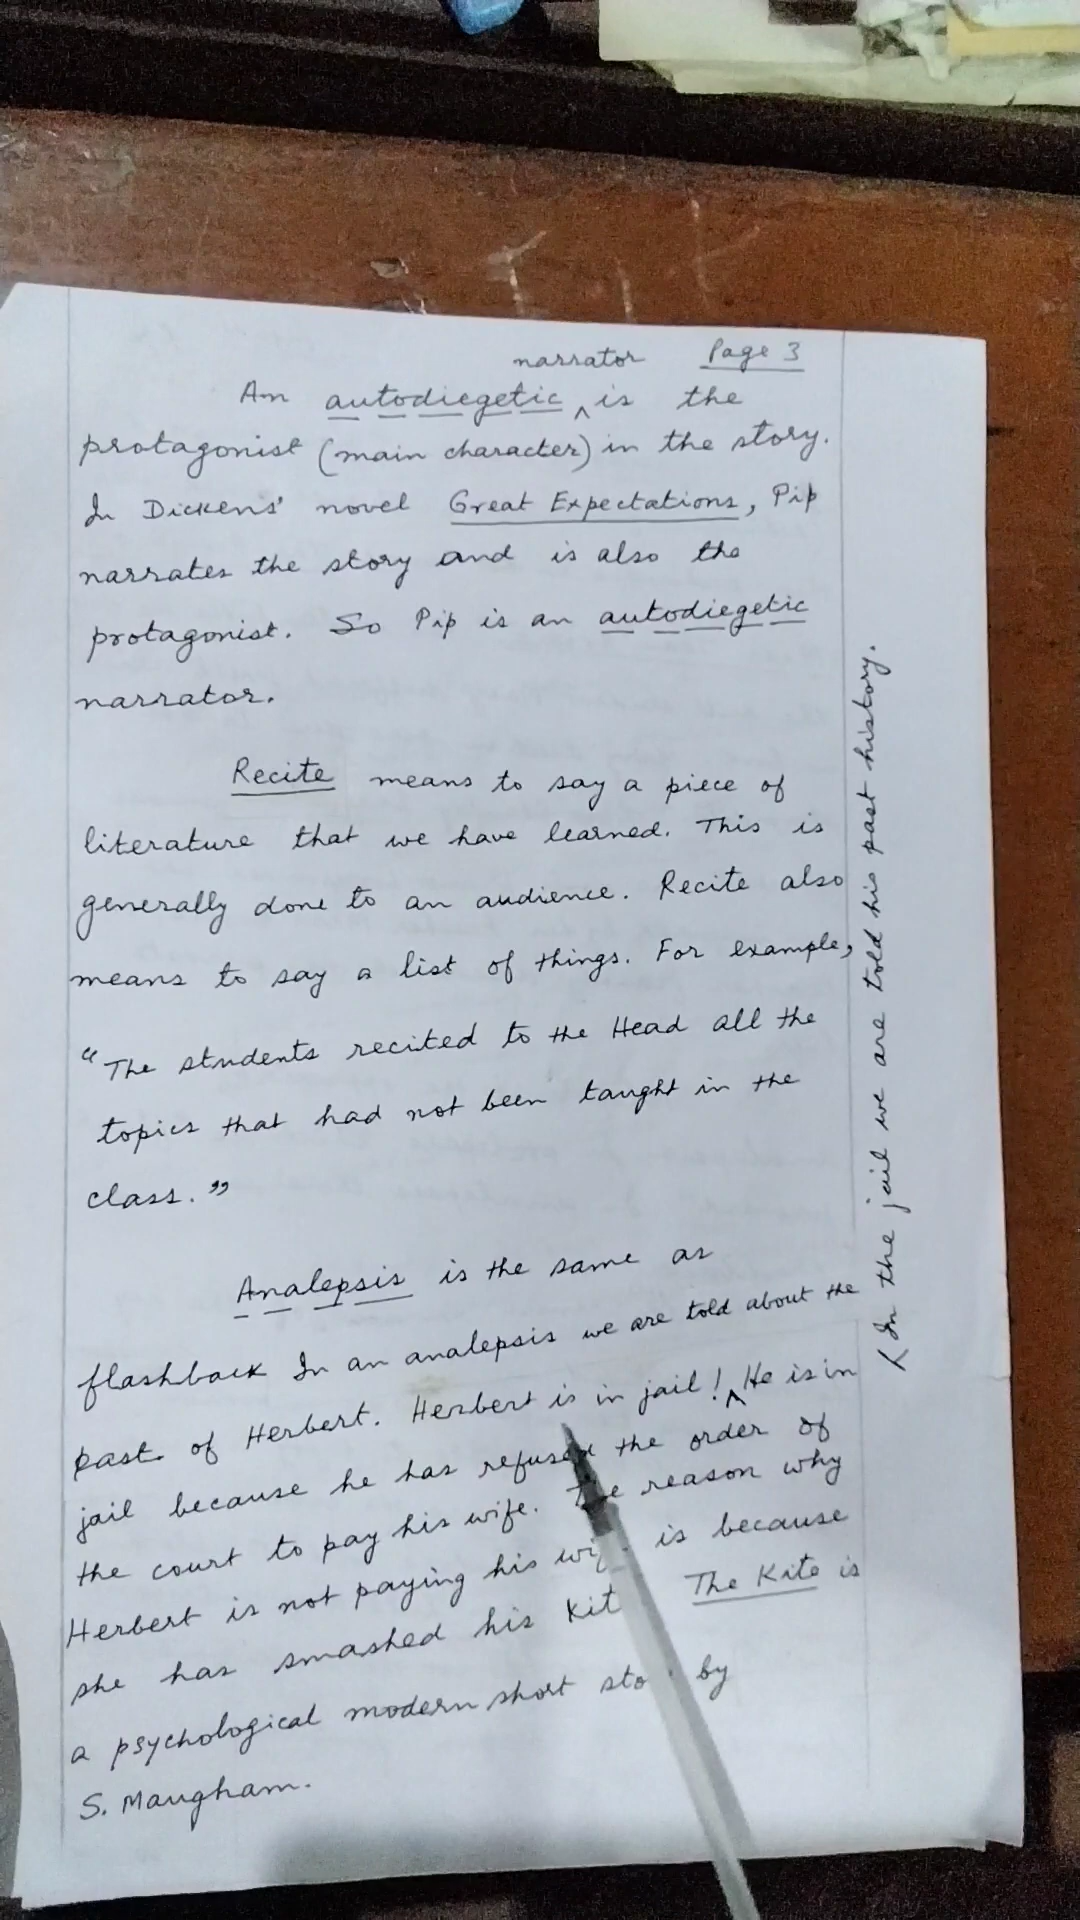 Page 3
narrator
An autodiegetic ^ is the
protagonist (main character) in the story.
In Dickens' novel Great Expectations, Pip
narrates the story and is also the
protagonist. So Pip is an autodiegetic
narrator.
Recite means to say a piece of
literature that we have learned. This is
generally done to an audience. Recite also
means to say a list of things. For example,
"The students recited to the Head all the
topics that had not been taught in the
class."
Analepsis is the same as
flashback In an analepsis we are told about the
past of Herbert. Herbert is in jail! ^ He is in
jail because he has refused the order of
the court to pay his wife. The reason why
Herbert is not paying his wife is because
she has smashed his kit The Kite is
a psychological modern short sto by
S. Maugham.
In the jail we are told his past history.